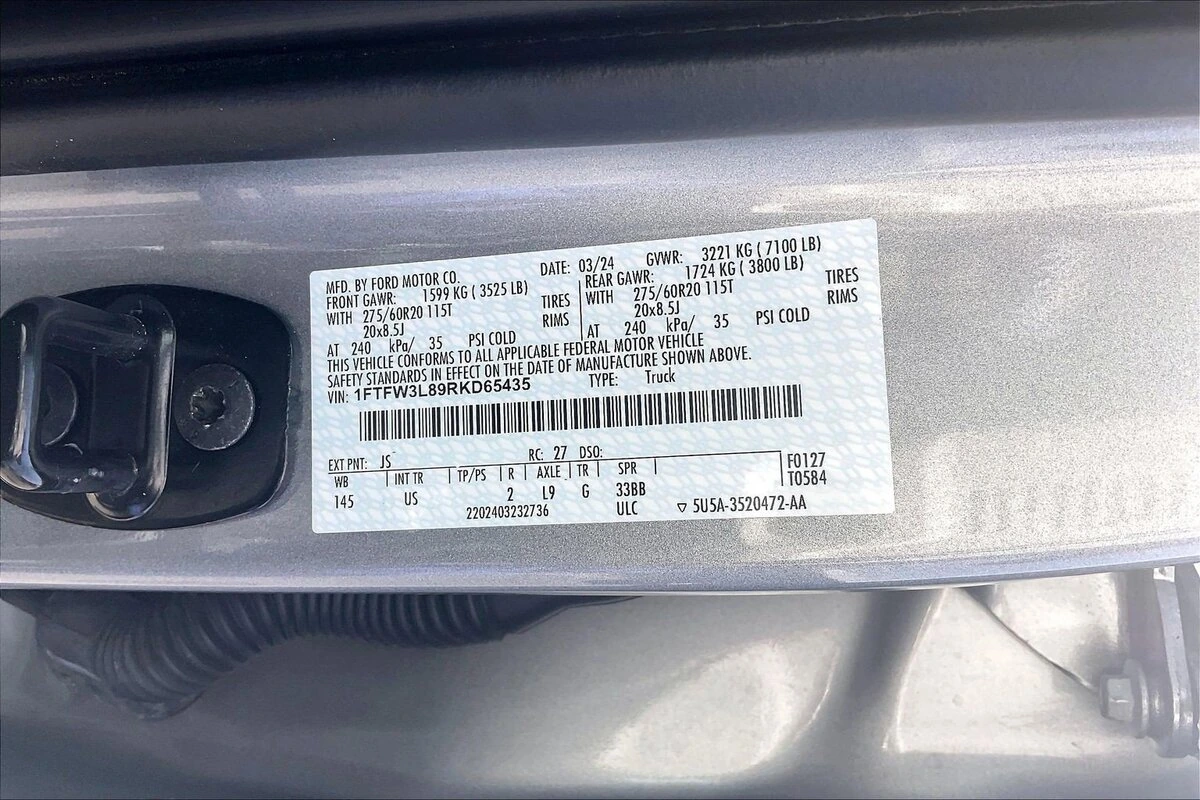 MFD. BY FORD MOTOR CO. DATE: 03/24 GVWR: 3221 KG ( 7100 LB)
FRONT GAWR: 1599 KG ( 3525 LB) REAR GAWR: 1724 KG ( 3800 LB)
WITH 275/60R20 115T TIRES WITH 275/60R20 115T TIRES
20x8.5J RIMS 20x8.5J RIMS
AT 240 kPa/ 35 PSI COLD AT 240 kPa/ 35 PSI COLD
THIS VEHICLE CONFORMS TO ALL APPLICABLE FEDERAL MOTOR VEHICLE
SAFETY STANDARDS IN EFFECT ON THE DATE OF MANUFACTURE SHOWN ABOVE.
VIN: 1FTFW3L89RKD65435 TYPE: Truck
EXT PNT: JS RC: 27 DSO: F0127
WB INT TR TP/PS R AXLE TR SPR T0584
145 US 2 L9 G 33BB
2202403232736 ULC ▽ 5U5A-3520472-AA